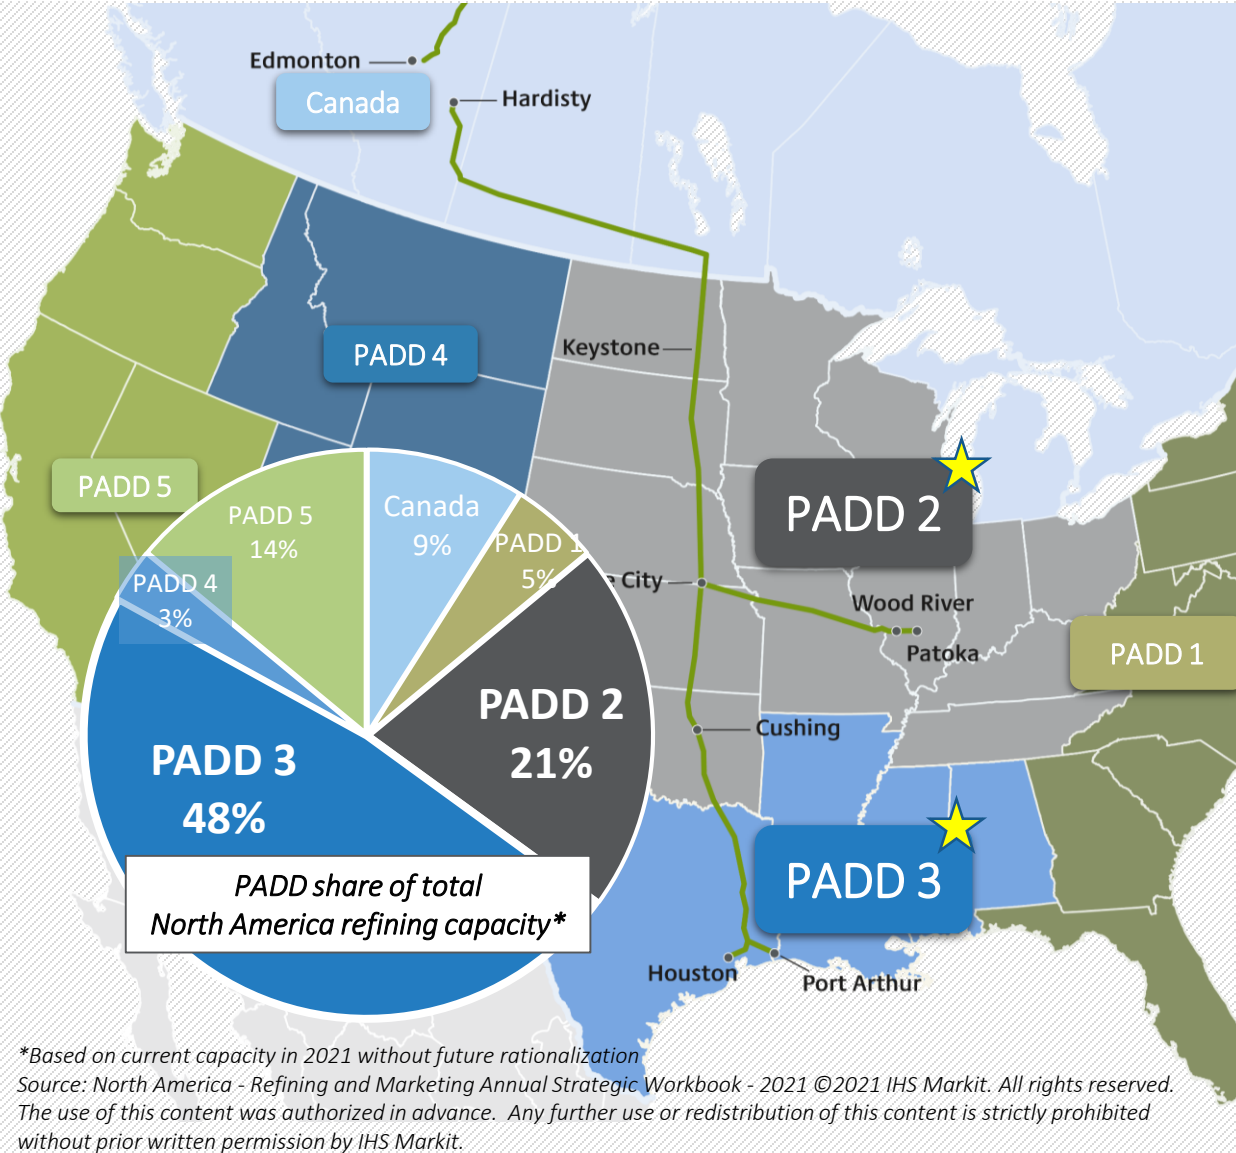 Edmonton
Canada
Hardisty
Keystone
PADD 4
PADD 5
PADD 2
PADD 5
14%
Canada
9%
PADD 1
5%
PADD 4
3%
e City
Wood River
Patoka
PADD 1
PADD 2
21%
Cushing
PADD 3
48%
PADD 3
PADD share of total
North America refining capacity*
Houston
Port Arthur
*Based on current capacity in 2021 without future rationalization
Source: North America - Refining and Marketing Annual Strategic Workbook - 2021 ©2021 IHS Markit. All rights reserved.
The use of this content was authorized in advance.  Any further use or redistribution of this content is strictly prohibited
without prior written permission by IHS Markit.